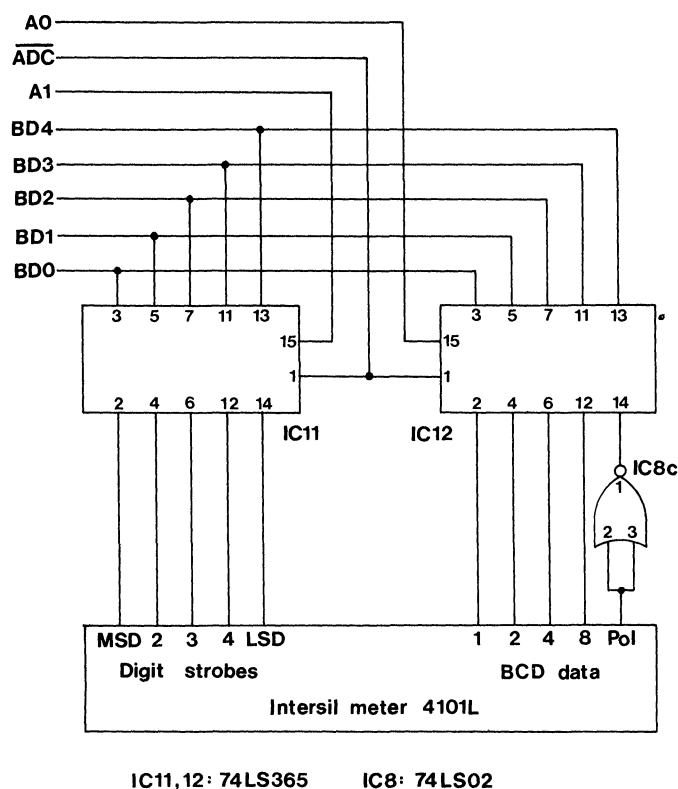 A0
ADC
A1
BD4
BD3
BD2
BD1
BD0
3 5 7 11 13
3 5 7 11 13
15
15
1
1
2 4 6 12 14
2 4 6 12 14
IC11
IC12
IC8c
1
2 3
MSD 2 3 4 LSD
1 2 4 8 Pol
Digit strobes
BCD data
Intersil meter 4101L
IC11,12: 74LS365
IC8: 74LS02